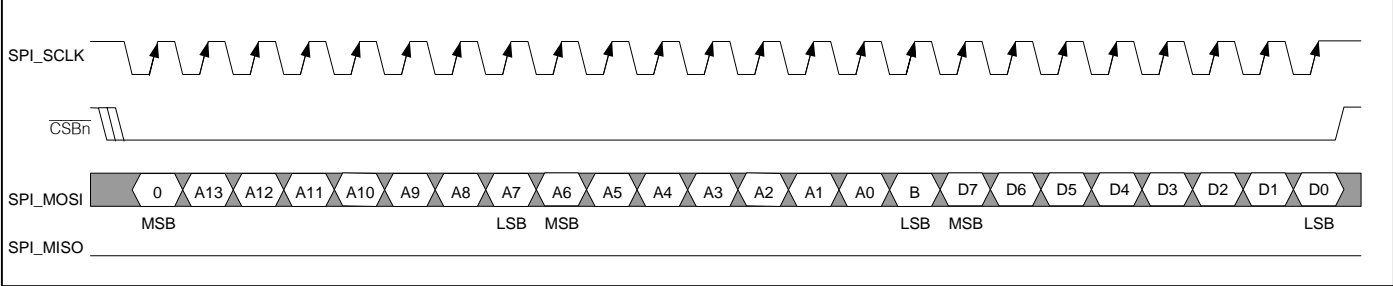 SPI_SCLK
CSBn
SPI_MOSI 0 A13 A12 A11 A10 A9 A8 A7 A6 A5 A4 A3 A2 A1 A0 B D7 D6 D5 D4 D3 D2 D1 D0
MSB LSB MSB LSB MSB LSB
SPI_MISO